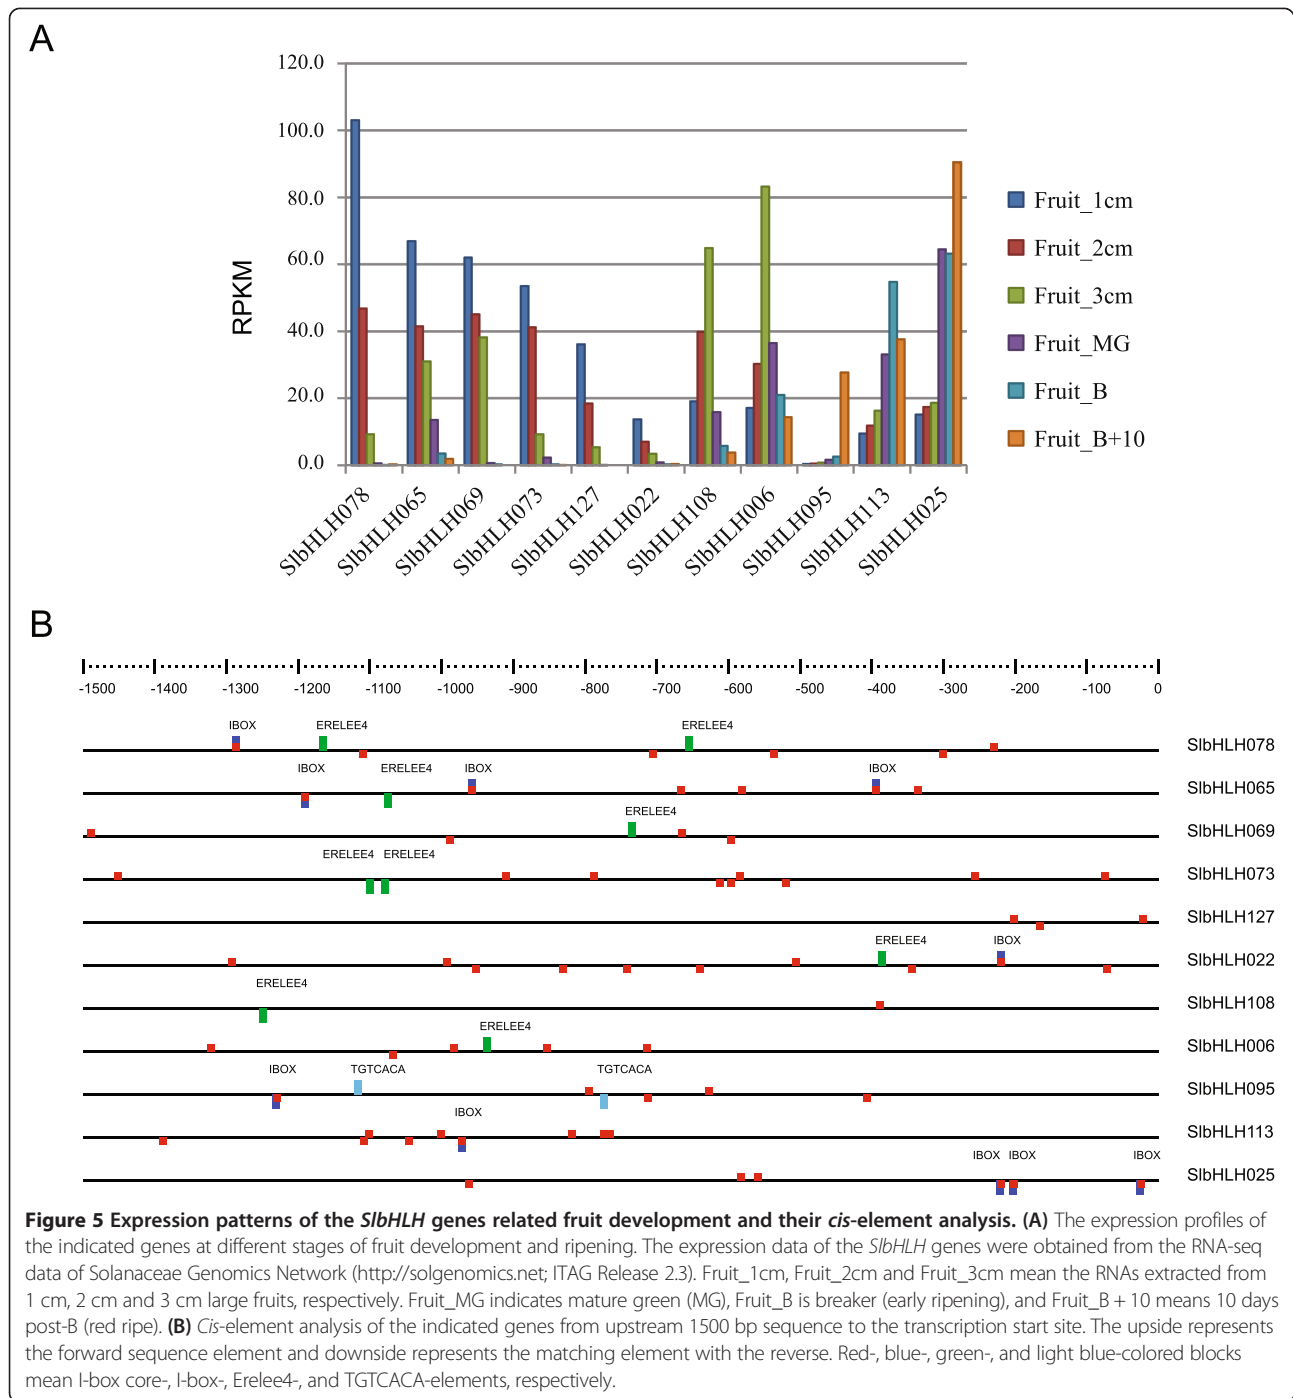 A
120.0
100.0
80.0
60.0
40.0
20.0
0.0
RPKM
Fruit_1cm
Fruit_2cm
Fruit_3cm
Fruit_MG
Fruit_B
Fruit_B+10
SlbHLH078
SlbHLH065
SlbHLH069
SlbHLH073
SlbHLH127
SlbHLH022
SlbHLH108
SlbHLH006
SlbHLH095
SlbHLH113
SlbHLH025
B
-1500 -1400 -1300 -1200 -1100 -1000 -900 -800 -700 -600 -500 -400 -300 -200 -100 0
IBOX ERELEE4 ERELEE4
SlbHLH078
IBOX ERELEE4 IBOX IBOX
SlbHLH065
ERELEE4
SlbHLH069
ERELEE4 ERELEE4
SlbHLH073
SlbHLH127
ERELEE4 IBOX
SlbHLH022
ERELEE4
SlbHLH108
ERELEE4
SlbHLH006
IBOX TGTCACA TGTCACA
SlbHLH095
IBOX
SlbHLH113
IBOX IBOX IBOX
SlbHLH025
Figure 5 Expression patterns of the SlbHLH genes related fruit development and their cis-element analysis. (A) The expression profiles of
the indicated genes at different stages of fruit development and ripening. The expression data of the SlbHLH genes were obtained from the RNA-seq
data of Solanaceae Genomics Network (http://solgenomics.net; ITAG Release 2.3). Fruit_1cm, Fruit_2cm and Fruit_3cm mean the RNAs extracted from
1 cm, 2 cm and 3 cm large fruits, respectively. Fruit_MG indicates mature green (MG), Fruit_B is breaker (early ripening), and Fruit_B + 10 means 10 days
post-B (red ripe). (B) Cis-element analysis of the indicated genes from upstream 1500 bp sequence to the transcription start site. The upside represents
the forward sequence element and downside represents the matching element with the reverse. Red-, blue-, green-, and light blue-colored blocks
mean I-box core-, I-box-, Erelee4-, and TGTCACA-elements, respectively.